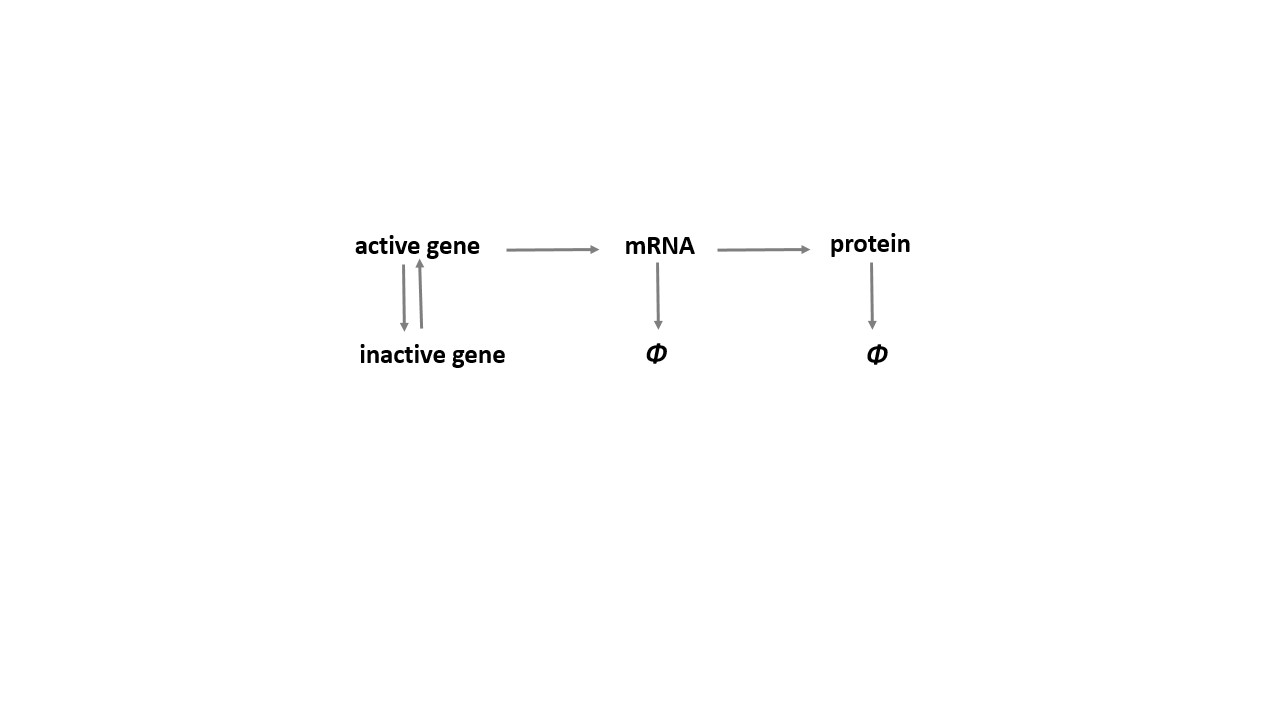 active gene mRNA protein
inactive gene Φ Φ